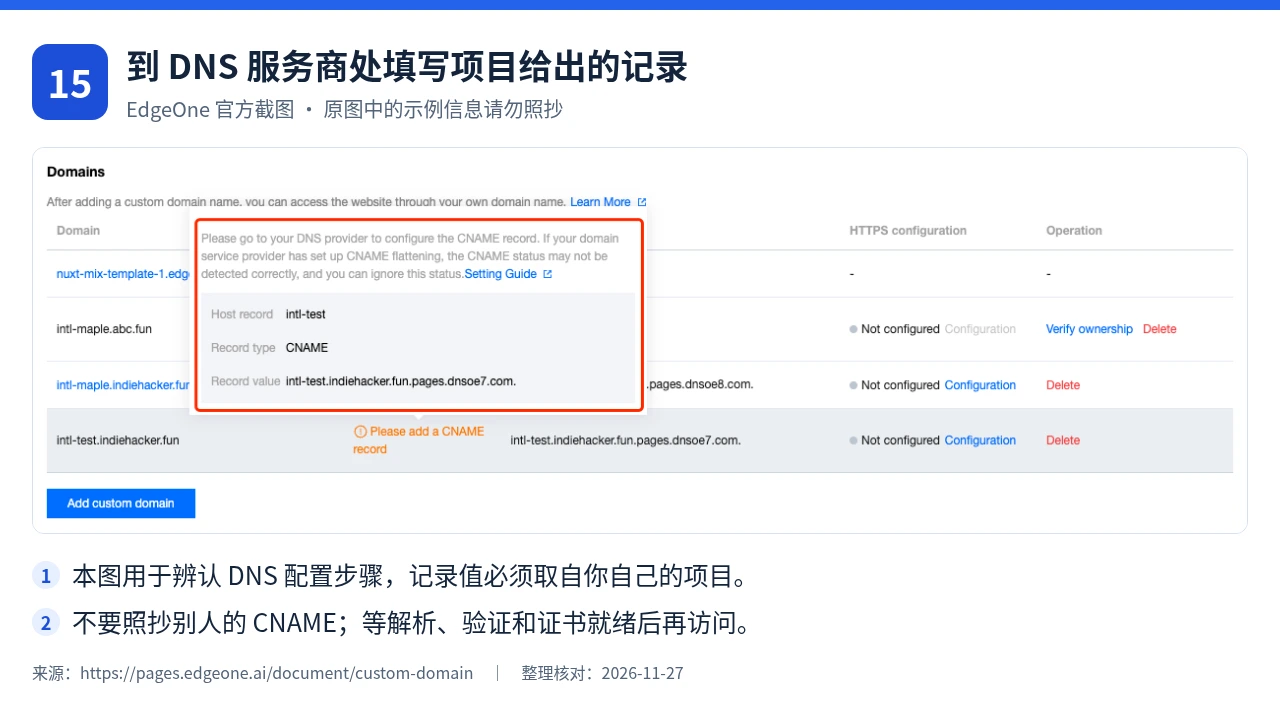 15
到 DNS 服务商处填写项目给出的记录
EdgeOne 官方截图 · 原图中的示例信息请勿照抄
Domains
After adding a custom domain name, you can access the website through your own domain name. Learn More
Domain
HTTPS configuration
Operation
Please go to your DNS provider to configure the CNAME record. If your domain
service provider has set up CNAME flattening, the CNAME status may not be
detected correctly, and you can ignore this status.Setting Guide
Host record intl-test
Record type CNAME
Record value intl-test.indiehacker.fun.pages.dnsoe7.com.
nuxt-mix-template-1.edg
-
-
intl-maple.abc.fun
Not configured Configuration
Verify ownership Delete
intl-maple.indiehacker.fur
.pages.dnsoe8.com.
Not configured Configuration
Delete
intl-test.indiehacker.fun
Please add a CNAME
record
intl-test.indiehacker.fun.pages.dnsoe7.com.
Not configured Configuration
Delete
Add custom domain
1 本图用于辨认 DNS 配置步骤，记录值必须取自你自己的项目。
2 不要照抄别人的 CNAME；等解析、验证和证书就绪后再访问。
来源：https://pages.edgeone.ai/document/custom-domain ｜ 整理核对：2026-11-27